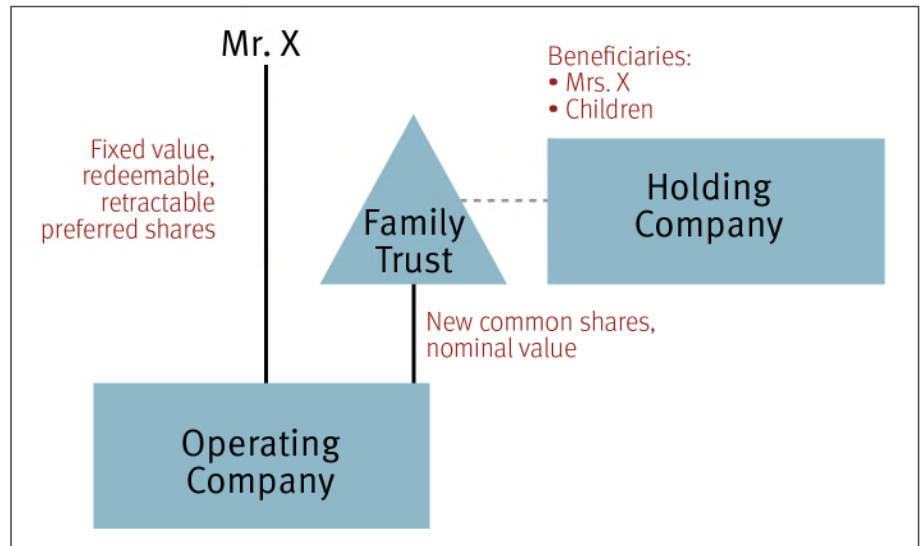 Mr. X
Beneficiaries:
• Mrs. X
• Children
Fixed value,
redeemable,
retractable
preferred shares
Family
Trust
Holding
Company
New common shares,
nominal value
Operating
Company